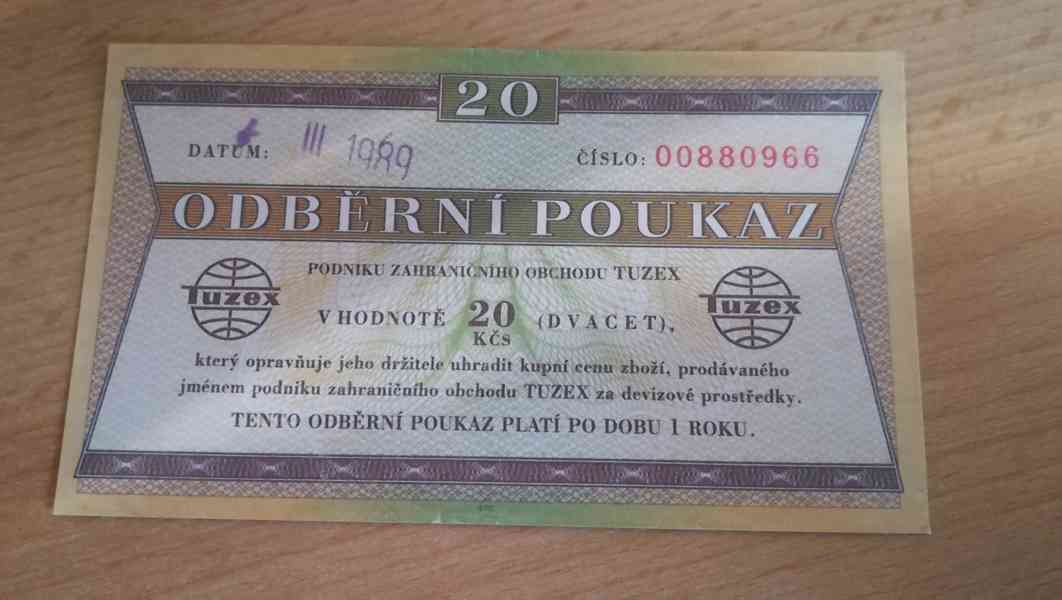 20
DATUM: III 1989 ČÍSLO: 00880966
ODBĚRNÍ POUKAZ
PODNIKU ZAHRANIČNÍHO OBCHODU TUZEX
Tuzex V HODNOTĚ 20 (DVACET), Tuzex
KČS
který opravňuje jeho držitele uhradit kupní cenu zboží, prodávaného
jménem podniku zahraničního obchodu TUZEX za devizové prostředky.
TENTO ODBĚRNÍ POUKAZ PLATÍ PO DOBU 1 ROKU.